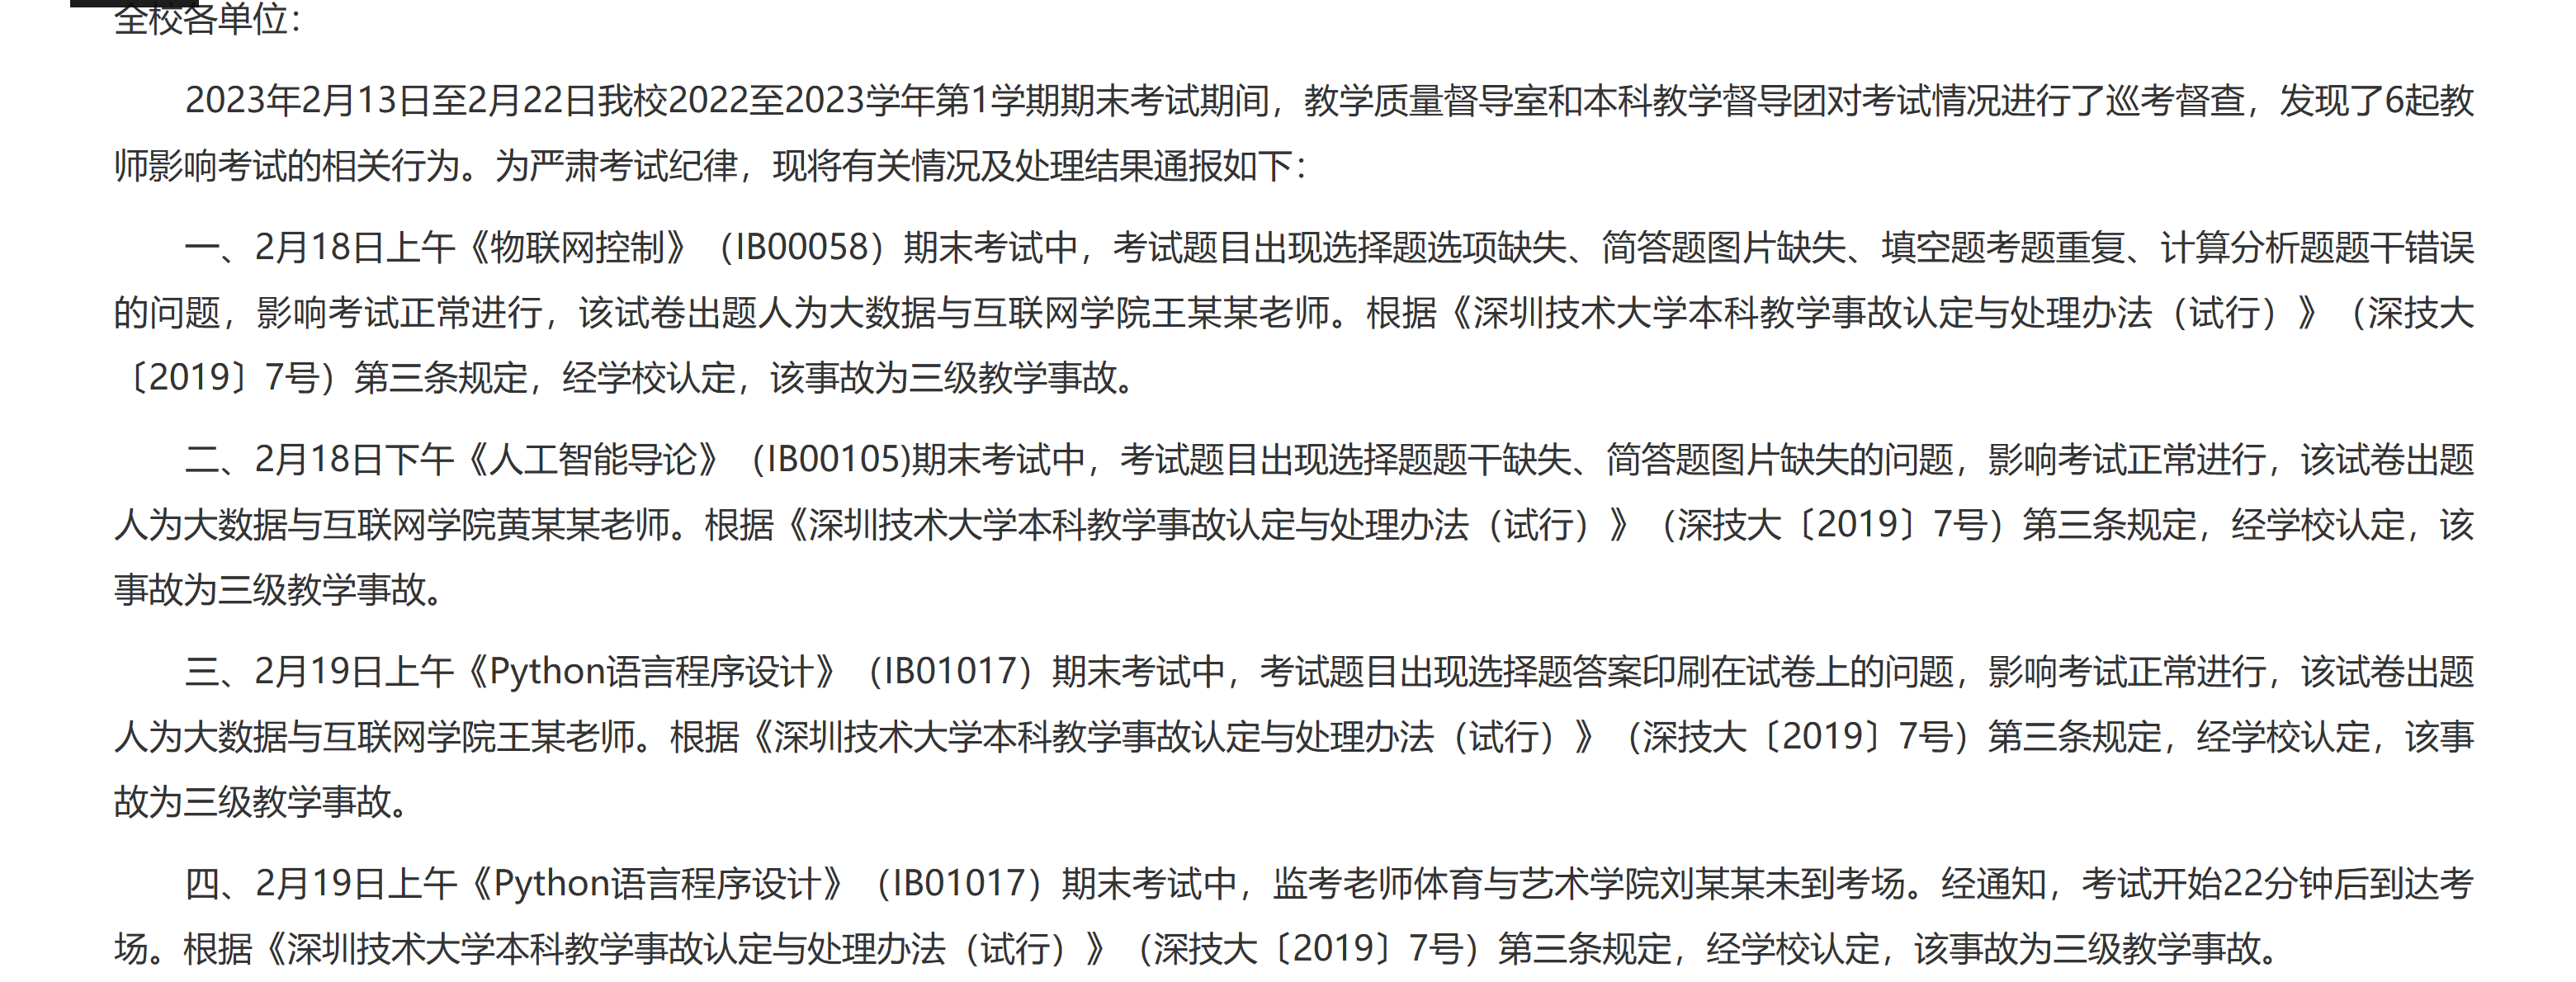 全校各单位：
2023年2月13日至2月22日我校2022至2023学年第1学期期末考试期间，教学质量督导室和本科教学督导团对考试情况进行了巡考督查，发现了6起教
师影响考试的相关行为。为严肃考试纪律，现将有关情况及处理结果通报如下：
一、2月18日上午《物联网控制》（IB00058）期末考试中，考试题目出现选择题选项缺失、简答题图片缺失、填空题考题重复、计算分析题题干错误
的问题，影响考试正常进行，该试卷出题人为大数据与互联网学院王某某老师。根据《深圳技术大学本科教学事故认定与处理办法（试行）》（深技大
〔2019〕7号）第三条规定，经学校认定，该事故为三级教学事故。
二、2月18日下午《人工智能导论》（IB00105)期末考试中，考试题目出现选择题题干缺失、简答题图片缺失的问题，影响考试正常进行，该试卷出题
人为大数据与互联网学院黄某某老师。根据《深圳技术大学本科教学事故认定与处理办法（试行）》（深技大〔2019〕7号）第三条规定，经学校认定，该
事故为三级教学事故。
三、2月19日上午《Python语言程序设计》（IB01017）期末考试中，考试题目出现选择题答案印刷在试卷上的问题，影响考试正常进行，该试卷出题
人为大数据与互联网学院王某老师。根据《深圳技术大学本科教学事故认定与处理办法（试行）》（深技大〔2019〕7号）第三条规定，经学校认定，该事
故为三级教学事故。
四、2月19日上午《Python语言程序设计》（IB01017）期末考试中，监考老师体育与艺术学院刘某某未到考场。经通知，考试开始22分钟后到达考
场。根据《深圳技术大学本科教学事故认定与处理办法（试行）》（深技大〔2019〕7号）第三条规定，经学校认定，该事故为三级教学事故。